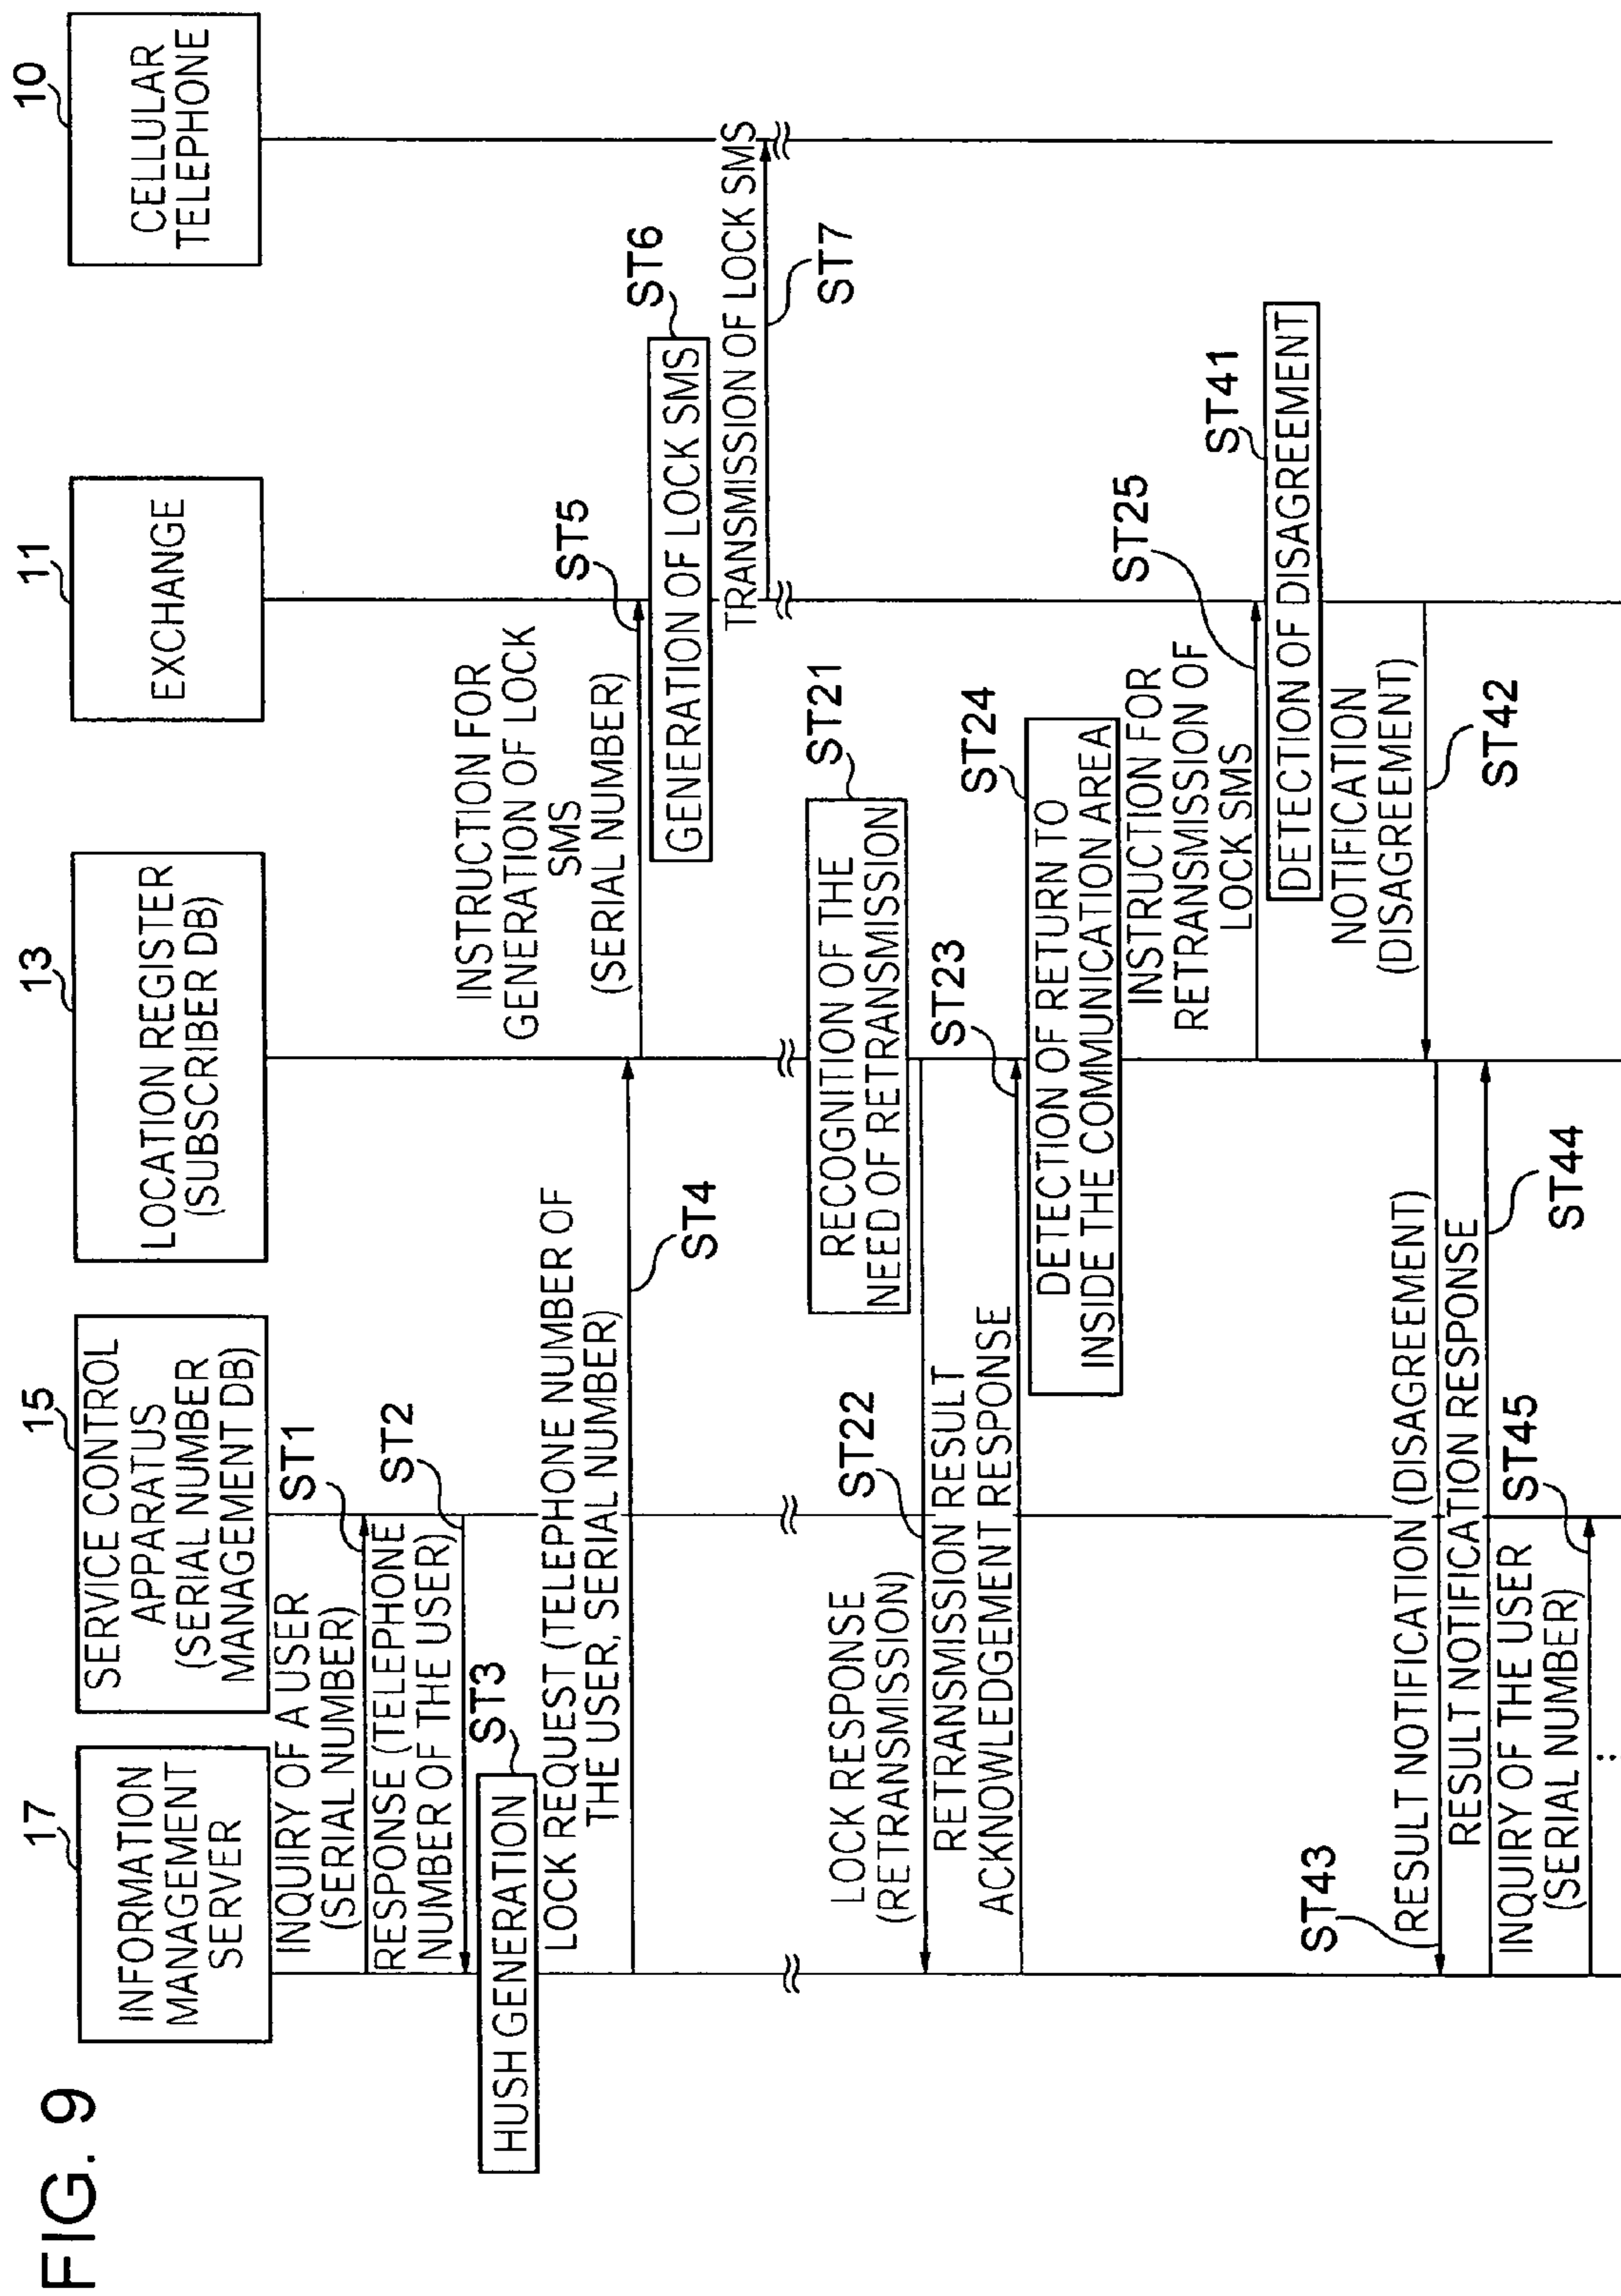 FIG. 9
17
INFORMATION
MANAGEMENT
SERVER
15
SERVICE CONTROL
APPARATUS
(SERIAL NUMBER
MANAGEMENT DB)
13
LOCATION REGISTER
(SUBSCRIBER DB)
11
EXCHANGE
10
CELLULAR
TELEPHONE
INQUIRY OF A USER
(SERIAL NUMBER)
ST1
RESPONSE (TELEPHONE
NUMBER OF THE USER)
ST2
HUSH GENERATION
ST3
LOCK REQUEST (TELEPHONE NUMBER OF
THE USER, SERIAL NUMBER)
ST4
INSTRUCTION FOR
GENERATION OF LOCK
SMS
(SERIAL NUMBER)
ST5
GENERATION OF LOCK SMS
ST6
TRANSMISSION OF LOCK SMS
ST7
RECOGNITION OF THE
NEED OF RETRANSMISSION
ST21
LOCK RESPONSE
(RETRANSMISSION)
ST22
RETRANSMISSION RESULT
ACKNOWLEDGEMENT RESPONSE
ST23
DETECTION OF RETURN TO
INSIDE THE COMMUNICATION AREA
ST24
INSTRUCTION FOR
RETRANSMISSION OF
LOCK SMS
ST25
DETECTION OF DISAGREEMENT
ST41
NOTIFICATION
(DISAGREEMENT)
ST42
ST43
RESULT NOTIFICATION (DISAGREEMENT)
RESULT NOTIFICATION RESPONSE
ST44
INQUIRY OF THE USER
(SERIAL NUMBER)
ST45